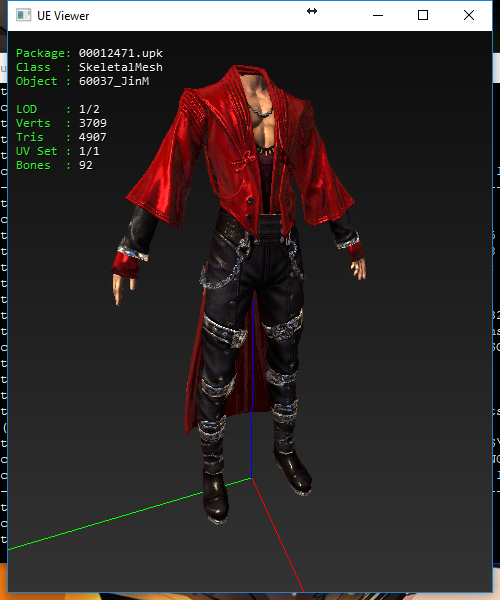 UE Viewer
Package: 00012471.upk
Class  : SkeletalMesh
Object : 60037_JinM
LOD    : 1/2
Verts  : 3709
Tris   : 4907
UV Set : 1/1
Bones  : 92